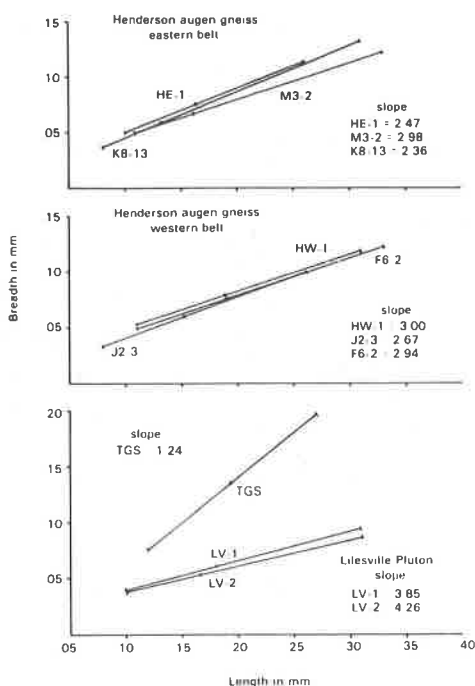 15
Henderson augen gneiss
eastern belt
10
HE-1
M3-2
slope
HE-1 = 2 47
M3-2 = 2 98
K8-13 = 2 36
05
K8-13
Henderson augen gneiss
western belt
HW-1
10
F6-2
slope
HW 1 3 00
J2-3 2 67
F6-2 2 94
05
J2-3
Breadth in mm
20
slope
TGS 1 24
15
TGS
10
LV-1
Lilesville Pluton
slope
LV-1 3 85
LV 2 4 26
05
LV-2
05 10 15 20 25 30 35 40
Length in mm